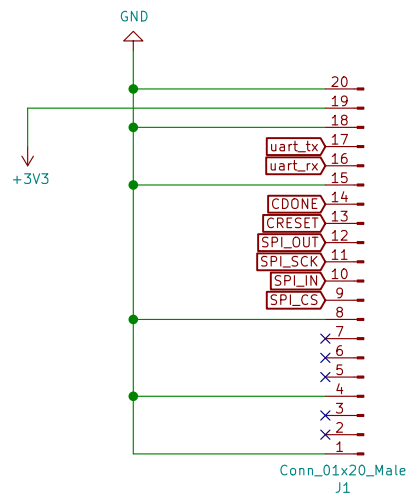 GND
20
19
18
uart_tx 17
uart_rx 16
+3V3
15
CDONE 14
CRESET 13
SPI_OUT 12
SPI_SCK 11
SPI_IN 10
SPI_CS 9
8
7
6
5
4
3
2
1
Conn_01x20_Male
J1